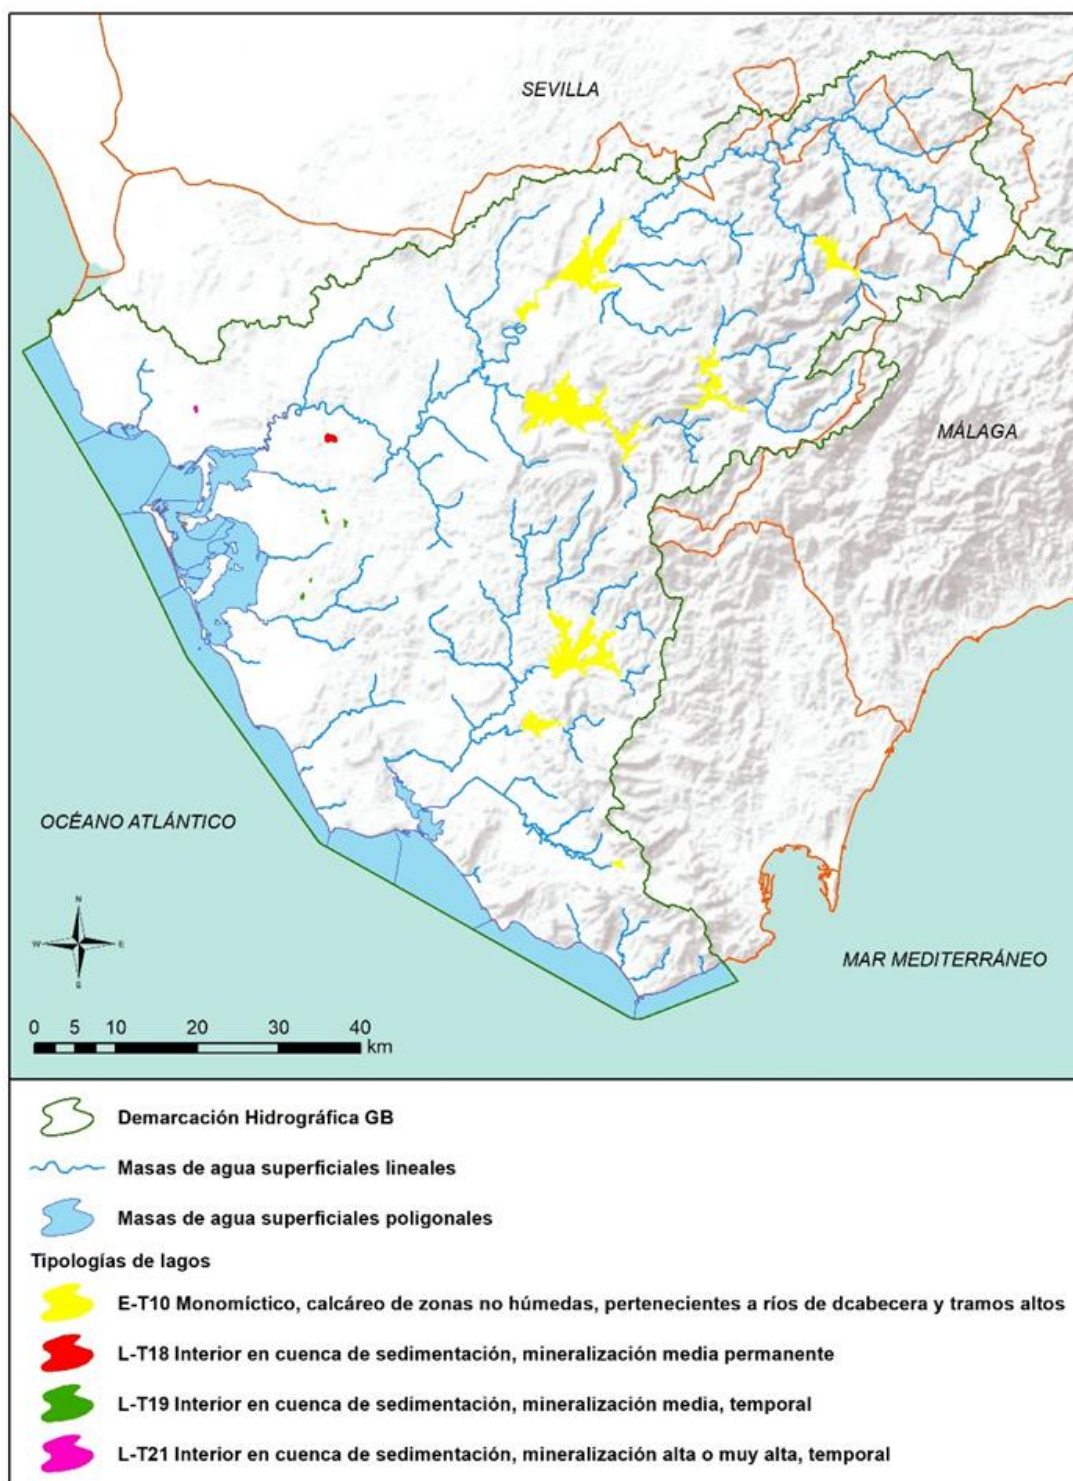 SEVILLA
MÁLAGA
OCÉANO ATLÁNTICO
N
W
E
S
MAR MEDITERRÁNEO
0 5 10 20 30 40
km
Demarcación Hidrográfica GB
Masas de agua superficiales lineales
Masas de agua superficiales poligonales
Tipologías de lagos
E-T10 Monomíctico, calcáreo de zonas no húmedas, pertenecientes a ríos de dcabecera y tramos altos
L-T18 Interior en cuenca de sedimentación, mineralización media permanente
L-T19 Interior en cuenca de sedimentación, mineralización media, temporal
L-T21 Interior en cuenca de sedimentación, mineralización alta o muy alta, temporal